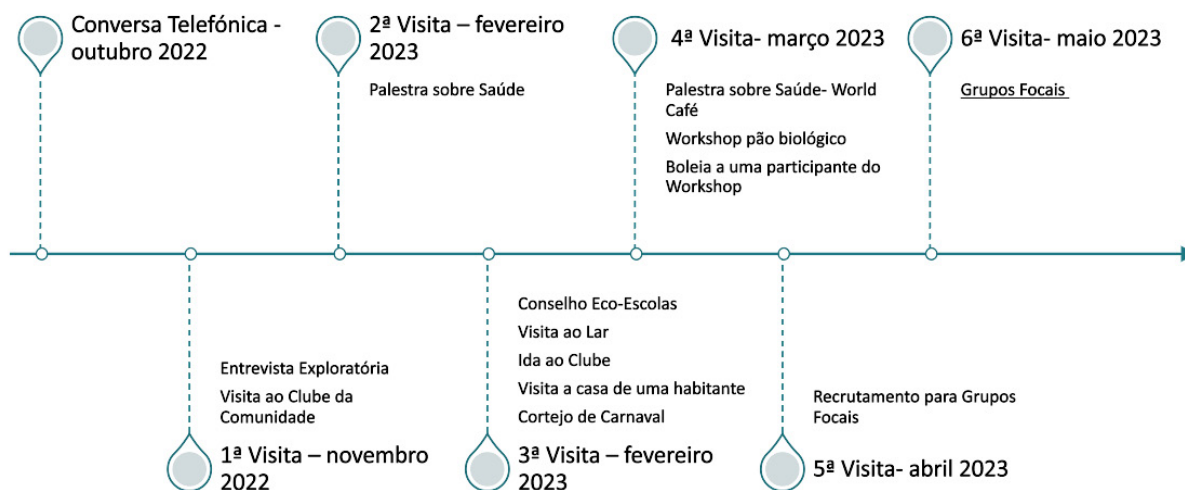 Conversa Telefónica -
outubro 2022
2ª Visita – fevereiro
2023
Palestra sobre Saúde
4ª Visita- março 2023
Palestra sobre Saúde- World
Café
Workshop pão biológico
Boleia a uma participante do
Workshop
6ª Visita- maio 2023
Grupos Focais
Entrevista Exploratória
Visita ao Clube da
Comunidade
1ª Visita – novembro
2022
Conselho Eco-Escolas
Visita ao Lar
Ida ao Clube
Visita a casa de uma habitante
Cortejo de Carnaval
3ª Visita – fevereiro
2023
Recrutamento para Grupos
Focais
5ª Visita- abril 2023